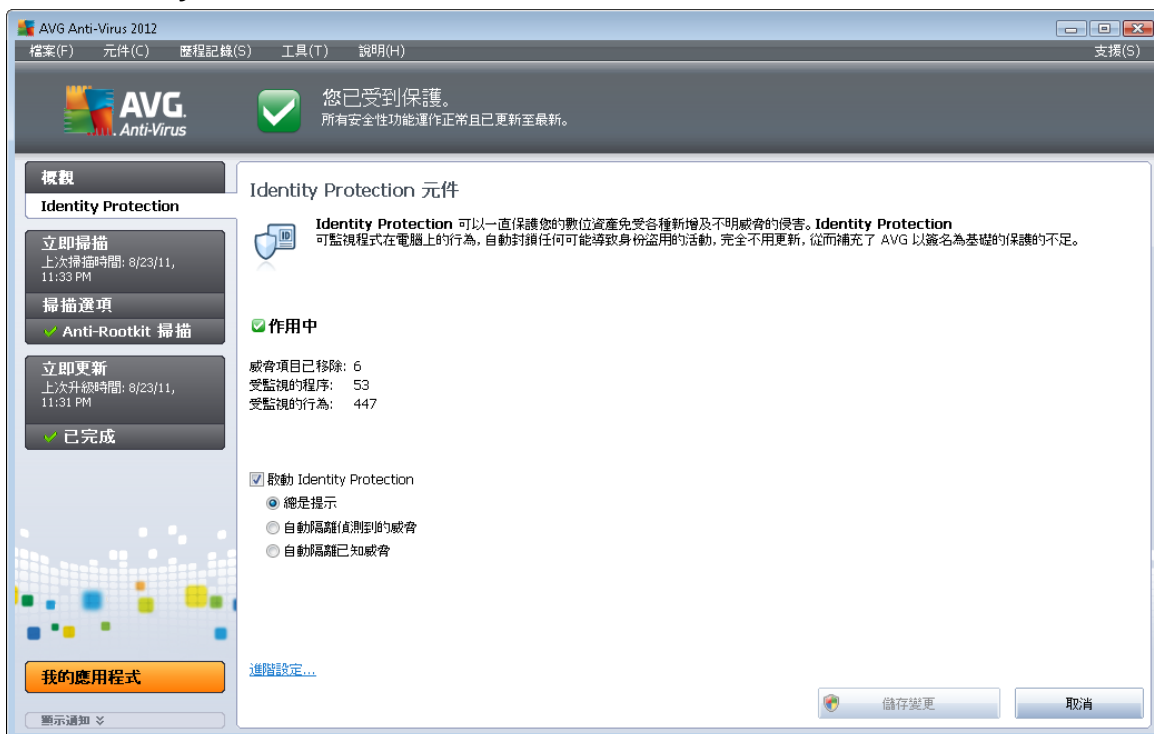 AVG Anti-Virus 2012
檔案(F) 元件(C) 歷程記錄(S) 工具(T) 說明(H) 支援(S)
AVG.
Anti-Virus
您已受到保護。
所有安全性功能運作正常且已更新至最新。
概觀
Identity Protection
立即掃描
上次掃描時間: 8/23/11,
11:33 PM
掃描選項
Anti-Rootkit 掃描
立即更新
上次升級時間: 8/23/11,
11:31 PM
已完成
我的應用程式
顯示通知
Identity Protection 元件
Identity Protection 可以一直保護您的數位資產免受各種新增及不明威脅的侵害。Identity Protection
可監視程式在電腦上的行為, 自動封鎖任何可能導致身份盜用的活動, 完全不用更新, 從而補充了 AVG 以簽名為基礎的保護的不足。
ID
作用中
威脅項目已移除: 6
受監視的程序: 53
受監視的行為: 447
啟動 Identity Protection
總是提示
自動隔離偵測到的威脅
自動隔離已知威脅
進階設定...
儲存變更
取消